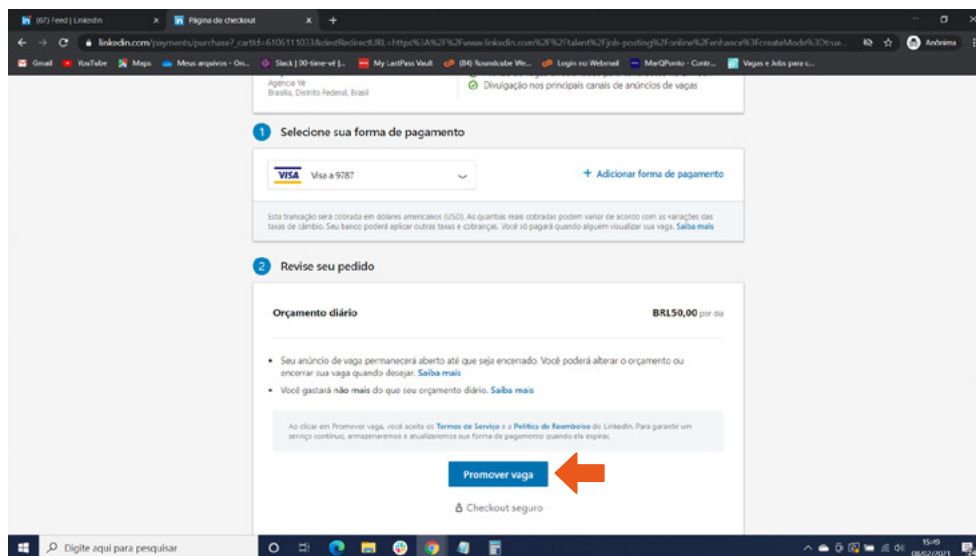 (67) Feed | LinkedIn
Página do checkout
linkedin.com/payments/purchase?_cartId=6106111033&destRedirectURL=https%3A%2F%2Fwww.linkedin.com%2F%2Ftalent%2Fjob-posting%2Fonline%2Fenhance%3FcreateMode%3Dtrue...
Anônima
Gmail YouTube Maps Meus arquivos - On... Slack | 00-time-vé |... My LastPass Vault (84) Roundcube We... Login no Webmail MarQPonto - Contr... Vagas e Jobs para c...
Agência Vé
Brasília, Distrito Federal, Brasil
Divulgação nos principais canais de anúncios de vagas
1 Selecione sua forma de pagamento
VISA Visa a 9787
+ Adicionar forma de pagamento
Esta transação será cobrada em dólares americanos (USD). As quantias reais cobradas podem variar de acordo com as variações das
taxas de câmbio. Seu banco poderá aplicar outras taxas e cobranças. Você só pagará quando alguém visualizar sua vaga. Saiba mais
2 Revise seu pedido
Orçamento diário
BRL50,00 por dia
• Seu anúncio de vaga permanecerá aberto até que seja encerrado. Você poderá alterar o orçamento ou
encerrar sua vaga quando desejar. Saiba mais
• Você gastará não mais do que seu orçamento diário. Saiba mais
Ao clicar em Promover vaga, você aceita os Termos de Serviço e a Política de Reembolso do LinkedIn. Para garantir um
serviço contínuo, armazenaremos e atualizaremos sua forma de pagamento quando ela expirar.
Promover vaga
Checkout seguro
Digite aqui para pesquisar
15:49
08/02/2021